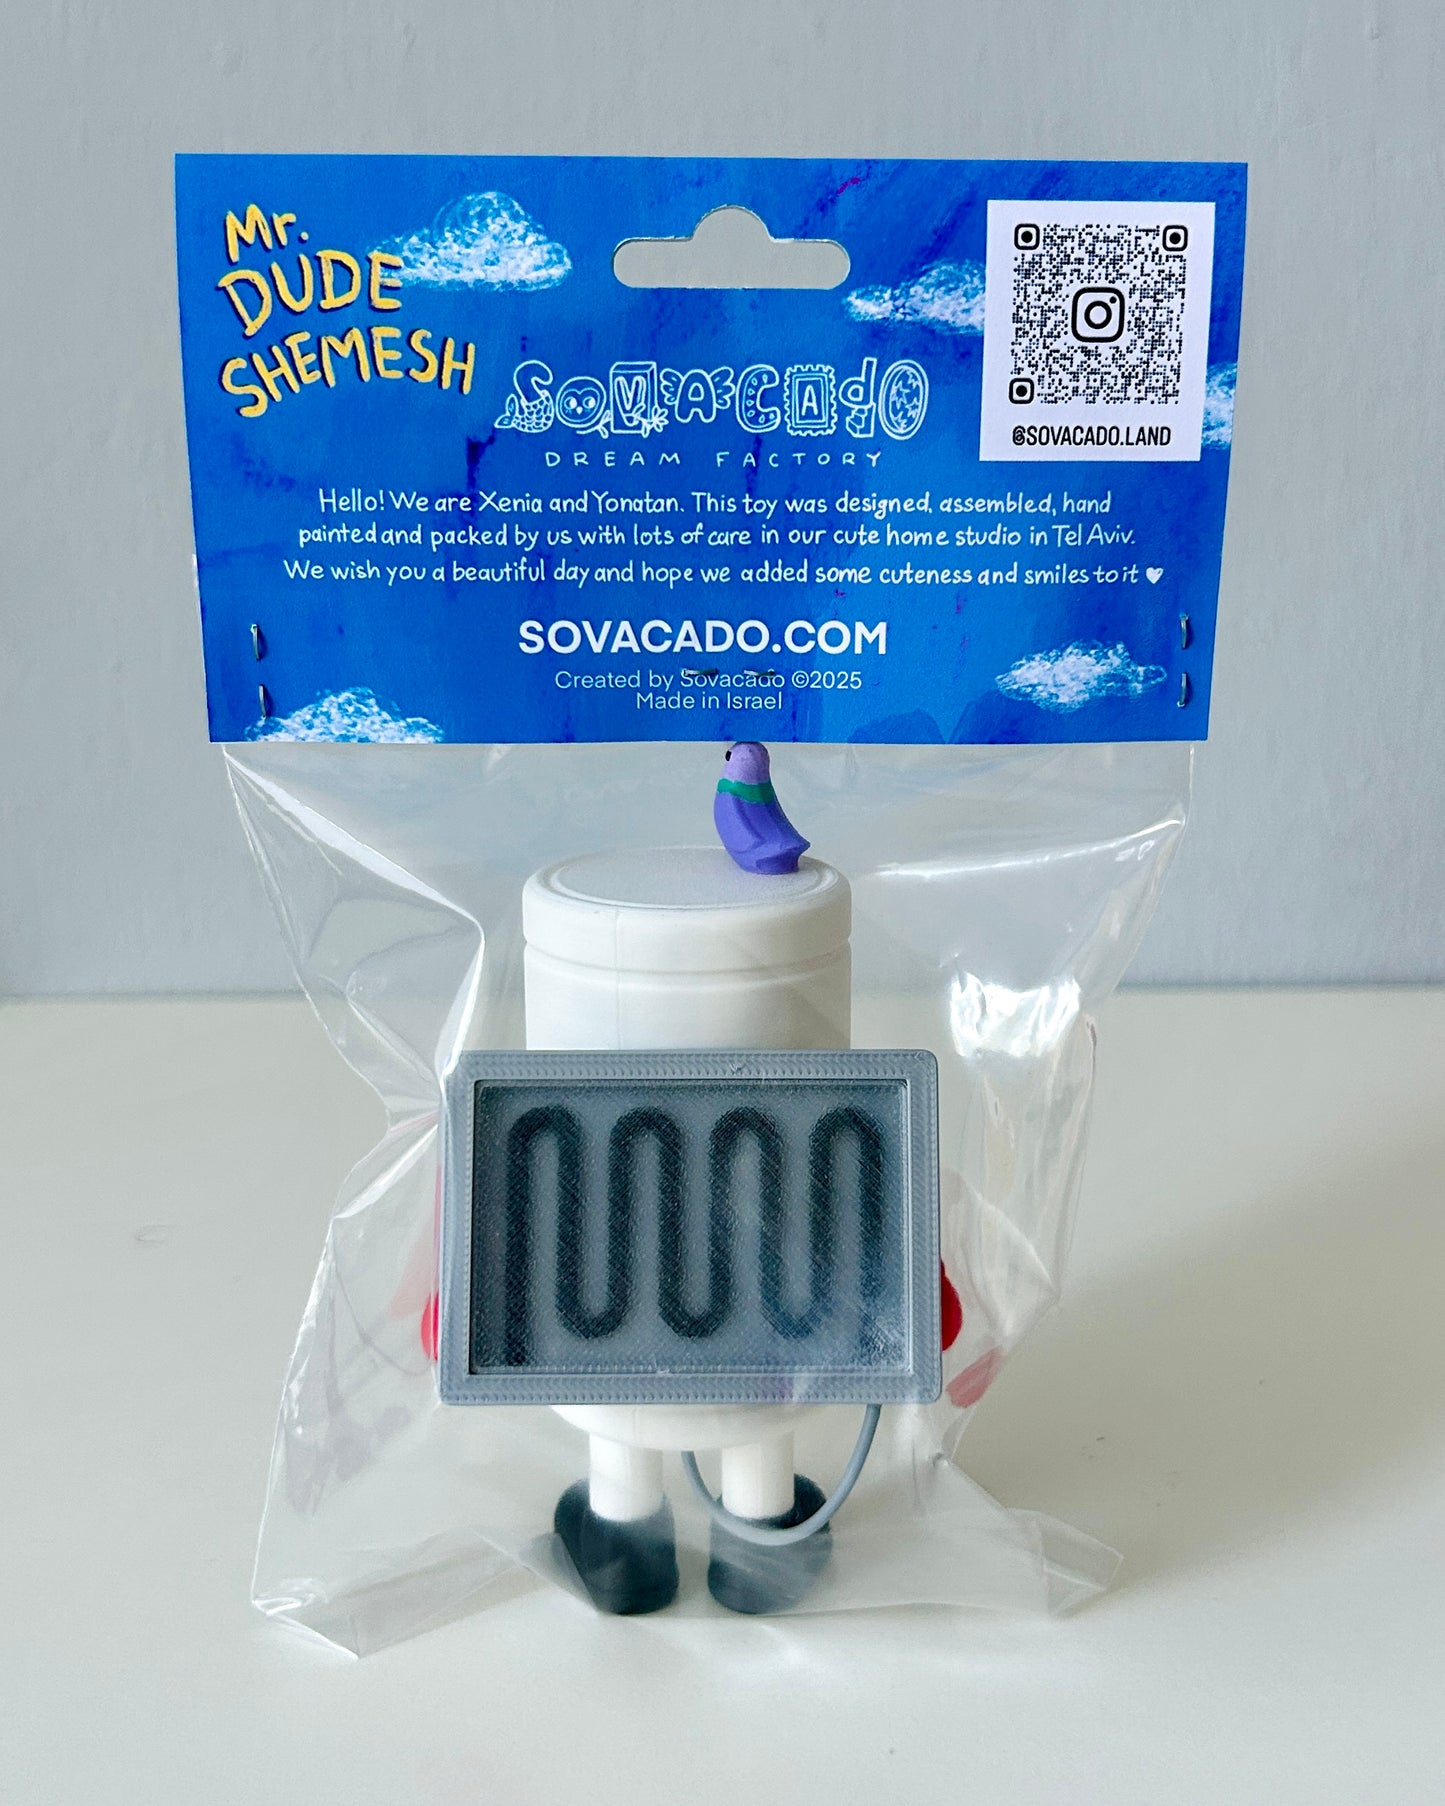 Mr.
DUDE
SHEMESH
SOVACADO
DREAM FACTORY
@SOVACADO.LAND
Hello! We are Xenia and Yonatan. This toy was designed, assembled, hand
painted and packed by us with lots of care in our cute home studio in Tel Aviv.
We wish you a beautiful day and hope we added some cuteness and smiles to it ♥
SOVACADO.COM
Created by Sovacado ©2025
Made in Israel